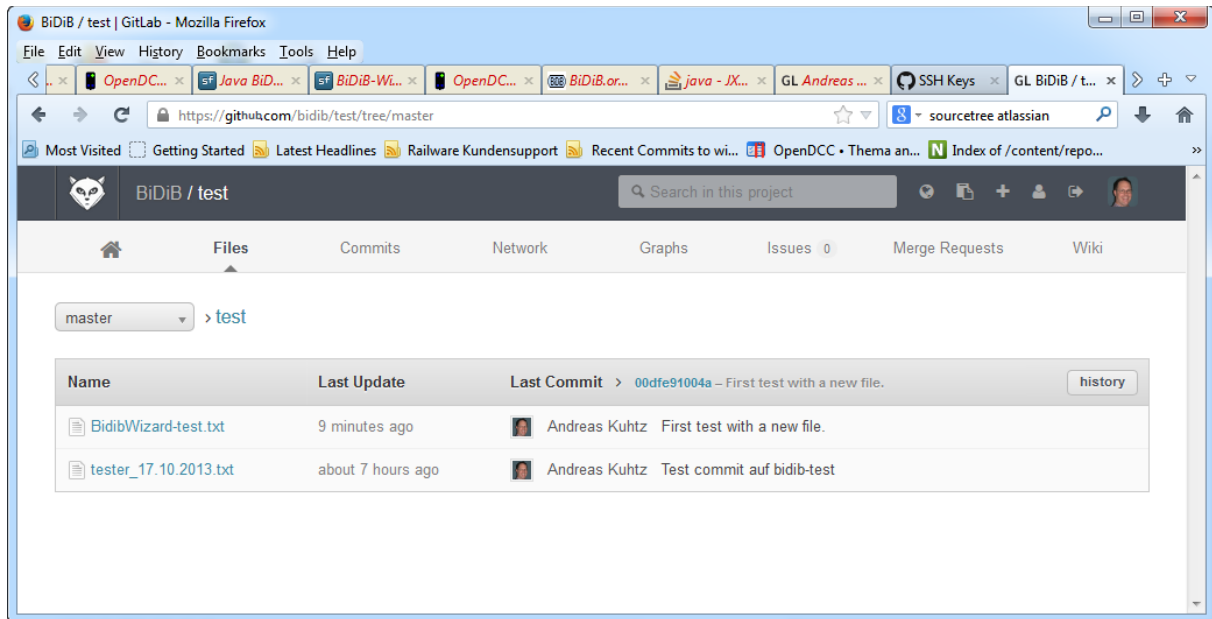 BiDiB / test | GitLab - Mozilla Firefox
File Edit View History Bookmarks Tools Help
.. OpenDC... sf Java BiD... sf BiDiB-Wi... OpenDC... BiDiB.or... java - JX... GL Andreas ... SSH Keys GL BiDiB / t...
https://github.com/bidib/test/tree/master 8 sourcetree atlassian
Most Visited Getting Started Latest Headlines Railware Kundensupport Recent Commits to wi... OpenDCC • Thema an... N Index of /content/repo... »
BiDiB / test Search in this project
Files Commits Network Graphs Issues 0 Merge Requests Wiki
master › test
Name Last Update Last Commit > 00dfe91004a – First test with a new file. history
BidibWizard-test.txt 9 minutes ago Andreas Kuhtz First test with a new file.
tester_17.10.2013.txt about 7 hours ago Andreas Kuhtz Test commit auf bidib-test